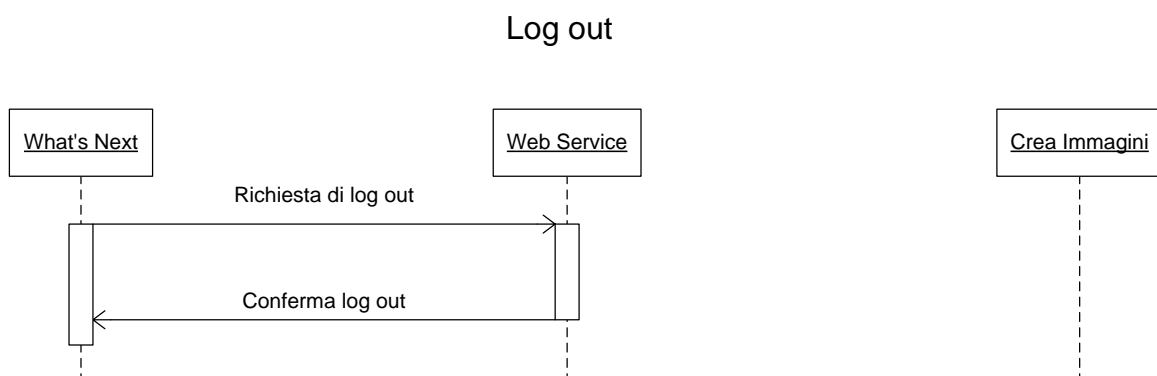 Log out
What's Next
Web Service
Crea Immagini
Richiesta di log out
Conferma log out